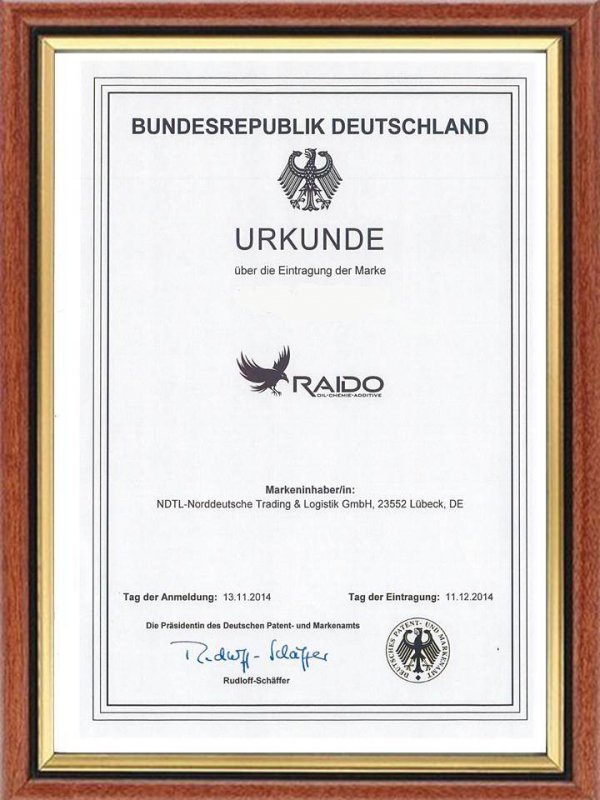 BUNDESREPUBLIK DEUTSCHLAND
URKUNDE
über die Eintragung der Marke
RAIDO
OIL-CHEMIE-ADDITIVE
Markeninhaber/in:
NDTL-Norddeutsche Trading & Logistik GmbH, 23552 Lübeck, DE
Tag der Anmeldung: 13.11.2014 Tag der Eintragung: 11.12.2014
Die Präsidentin des Deutschen Patent- und Markenamts
Rudloff-Schäffer
Rudloff-Schäffer
DEUTSCHES PATENT- UND MARKENAMT